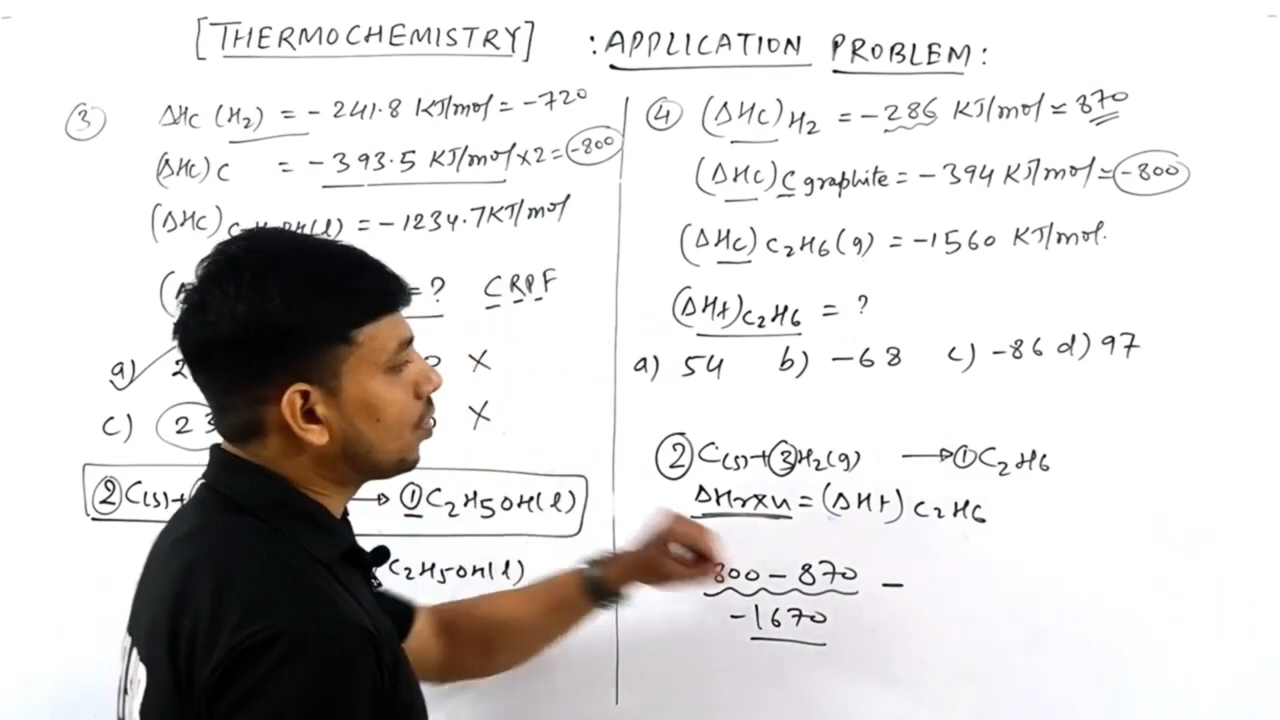 [THERMOCHEMISTRY] : APPLICATION PROBLEM :
③ ΔHc (H₂) = - 241.8 KJ/mol = -720
(ΔHc) C = - 393.5 KJ/mol ×2 = -800
(ΔHc) = - 1234.7 KJ/mol
= ? CRPF
a) 2 X
c) 23 X
② C(s)+ → ① C₂H₅OH(l)
C₂H₅OH(l)
④ (ΔHc) H₂ = - 286 KJ/mol ≈ 870
(ΔHc) C graphite = - 394 KJ/mol ≈ -800
(ΔHc) C₂H₆(g) = -1560 KJ/mol.
(ΔHf) C₂H₆ = ?
a) 54 b) -68 c) -86 d) 97
② C(s)+③H₂(g) → ①C₂H₆
ΔHrxn = (ΔHf) C₂H₆
800 - 870 -
-1670